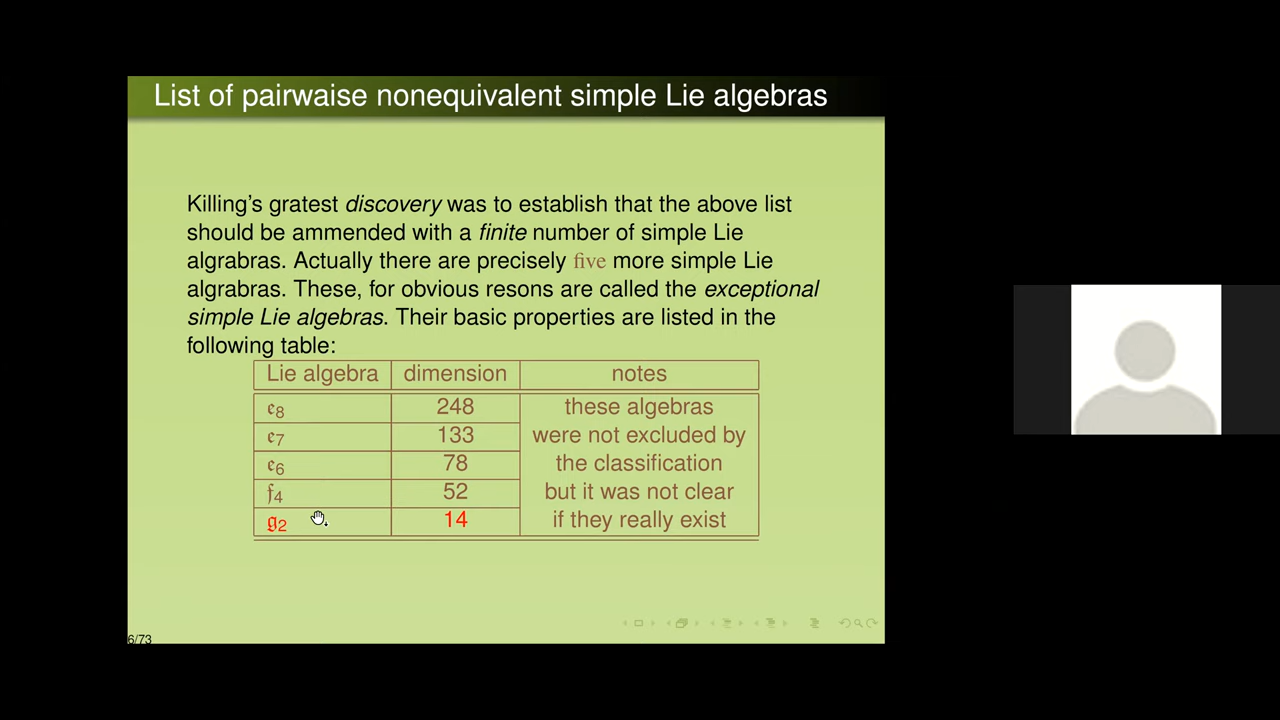 List of pairwaise nonequivalent simple Lie algebras
Killing's gratest discovery was to establish that the above list
should be ammended with a finite number of simple Lie
algrabras. Actually there are precisely five more simple Lie
algrabras. These, for obvious resons are called the exceptional
simple Lie algebras. Their basic properties are listed in the
following table:
Lie algebra dimension notes
𝔢8 248 these algebras
𝔢7 133 were not excluded by
𝔢6 78 the classification
𝔣4 52 but it was not clear
𝔤2 14 if they really exist
6/73